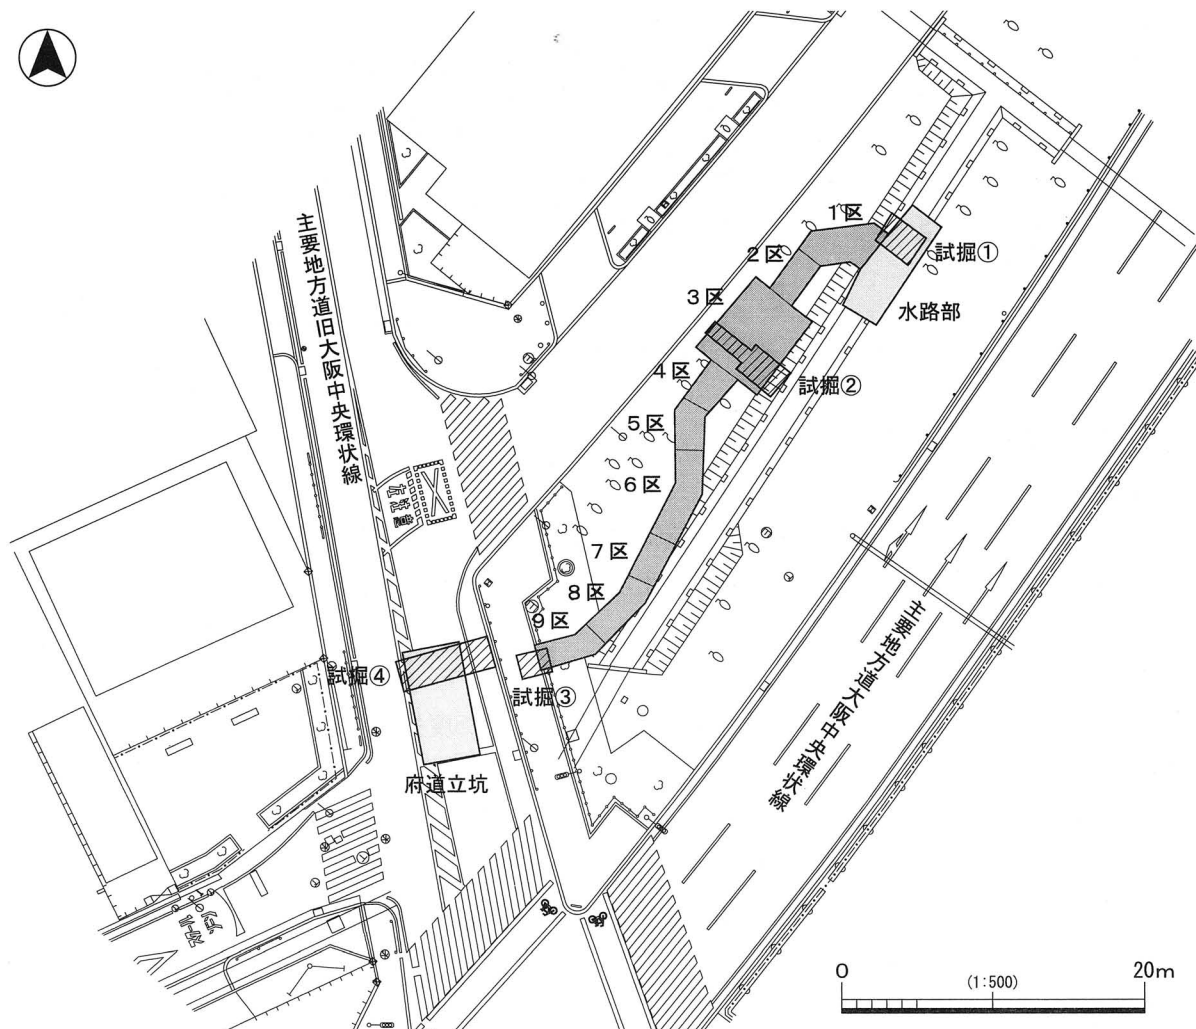 主要地方道旧大阪中央環状線
1区
2区
3区
4区
5区
6区
7区
8区
9区
試掘①
水路部
試掘②
試掘③
試掘④
府道立坑
主要地方道大阪中央環状線
0
20m
(1:500)